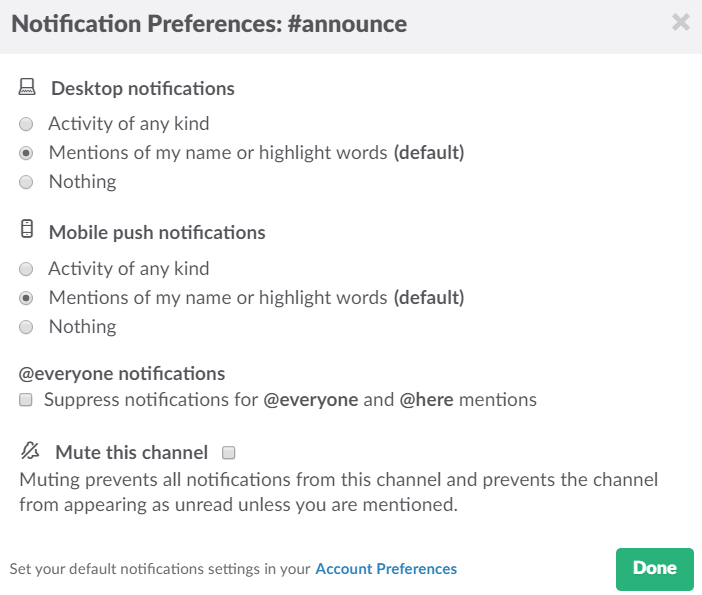 Notification Preferences: #announce
Desktop notifications
Activity of any kind
Mentions of my name or highlight words (default)
Nothing
Mobile push notifications
Activity of any kind
Mentions of my name or highlight words (default)
Nothing
@everyone notifications
Suppress notifications for @everyone and @here mentions
Mute this channel
Muting prevents all notifications from this channel and prevents the channel
from appearing as unread unless you are mentioned.
Set your default notifications settings in your Account Preferences
Done